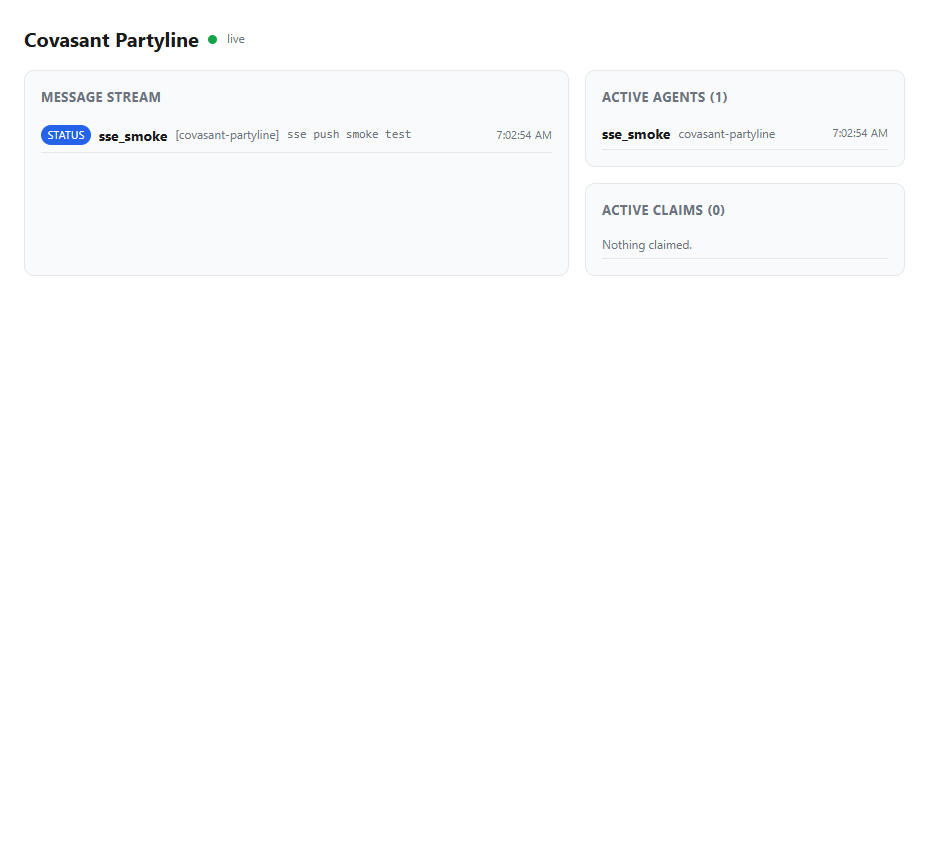 Covasant Partyline live
MESSAGE STREAM
STATUS sse_smoke [covasant-partyline] sse push smoke test 7:02:54 AM
ACTIVE AGENTS (1)
sse_smoke covasant-partyline 7:02:54 AM
ACTIVE CLAIMS (0)
Nothing claimed.